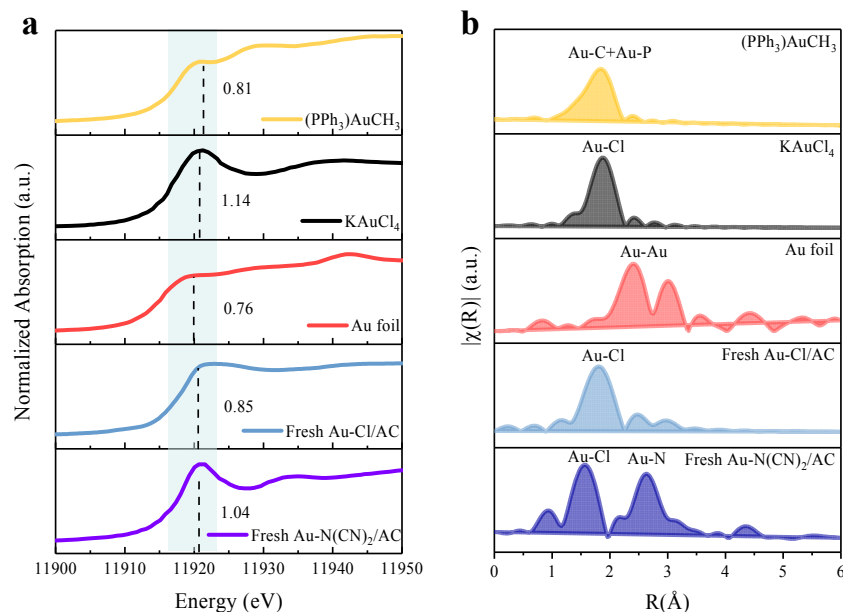 a
Normalized Absorption (a.u.)
0.81
(PPh₃)AuCH₃
1.14
KAuCl₄
0.76
Au foil
0.85
Fresh Au-Cl/AC
1.04
Fresh Au-N(CN)₂/AC
11900 11910 11920 11930 11940 11950
Energy (eV)
b
|χ(R)| (a.u.)
(PPh₃)AuCH₃
Au-C+Au-P
KAuCl₄
Au-Cl
Au foil
Au-Au
Fresh Au-Cl/AC
Au-Cl
Au-Cl Au-N Fresh Au-N(CN)₂/AC
0 1 2 3 4 5 6
R(Å)